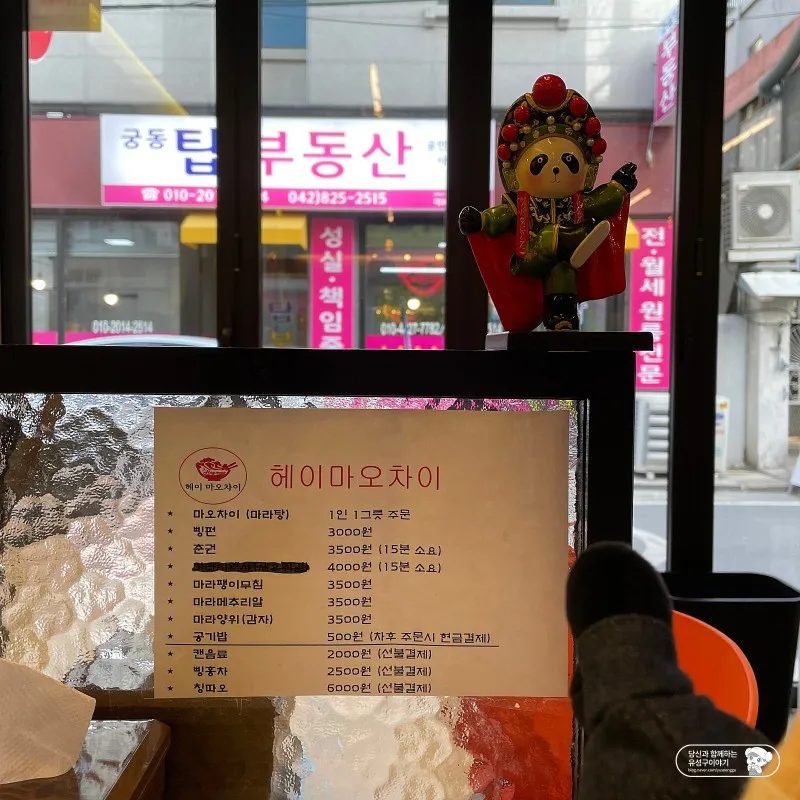 궁동 탑부동산
☎ 010-20 042)825-2515
부동산
성실·책임중
전·월세 원룸전문
010-2014-2514
헤이 마오차이
헤이마오차이
★ 마오차이 (마라탕) 1인 1그릇 주문
★ 삥펀 3000원
★ 춘건 3500원 (15분 소요)
★ 4000원 (15분 소요)
★ 마라팽이무침 3500원
★ 마라메추리알 3500원
★ 마라양위(감자) 3500원
★ 공기밥 500원 (차후 주문시 현금결제)
★ 캔음료 2000원 (선불결제)
★ 삥홍차 2500원 (선불결제)
★ 칭따오 6000원 (선불결제)
당신과 함께하는
유성구이야기